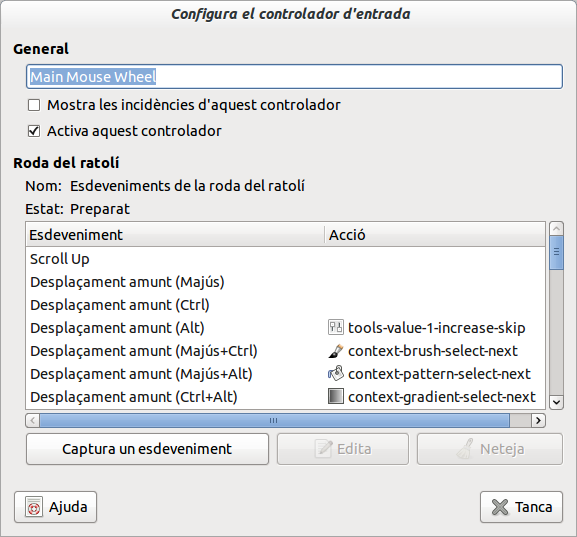 Configura el controlador d'entrada
General
Main Mouse Wheel
Mostra les incidències d'aquest controlador
Activa aquest controlador
Roda del ratolí
Nom: Esdeveniments de la roda del ratolí
Estat: Preparat
Esdeveniment Acció
Scroll Up
Desplaçament amunt (Majús)
Desplaçament amunt (Ctrl)
Desplaçament amunt (Alt) tools-value-1-increase-skip
Desplaçament amunt (Majús+Ctrl) context-brush-select-next
Desplaçament amunt (Majús+Alt) context-pattern-select-next
Desplaçament amunt (Ctrl+Alt) context-gradient-select-next
Captura un esdeveniment Edita Neteja
Ajuda Tanca